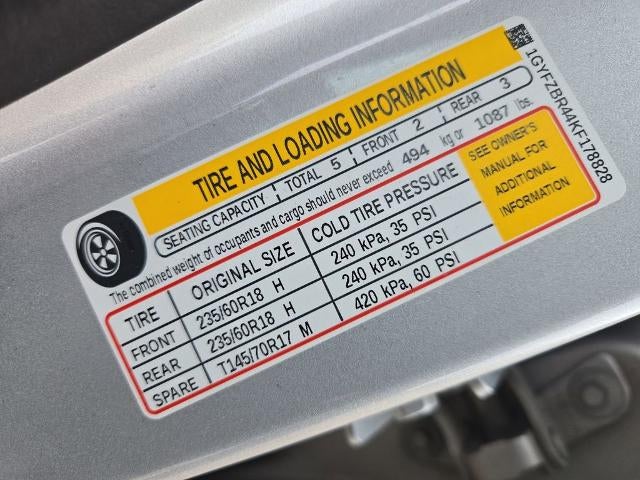 TIRE AND LOADING INFORMATION
SEATING CAPACITY TOTAL 5 FRONT 2 REAR 3
The combined weight of occupants and cargo should never exceed 494 kg or 1087 lbs.
TIRE ORIGINAL SIZE COLD TIRE PRESSURE
FRONT 235/60R18 H 240 kPa, 35 PSI
REAR 235/60R18 H 240 kPa, 35 PSI
SPARE T145/70R17 M 420 kPa, 60 PSI
SEE OWNER'S
MANUAL FOR
ADDITIONAL
INFORMATION
1GYFZBR44KF178828